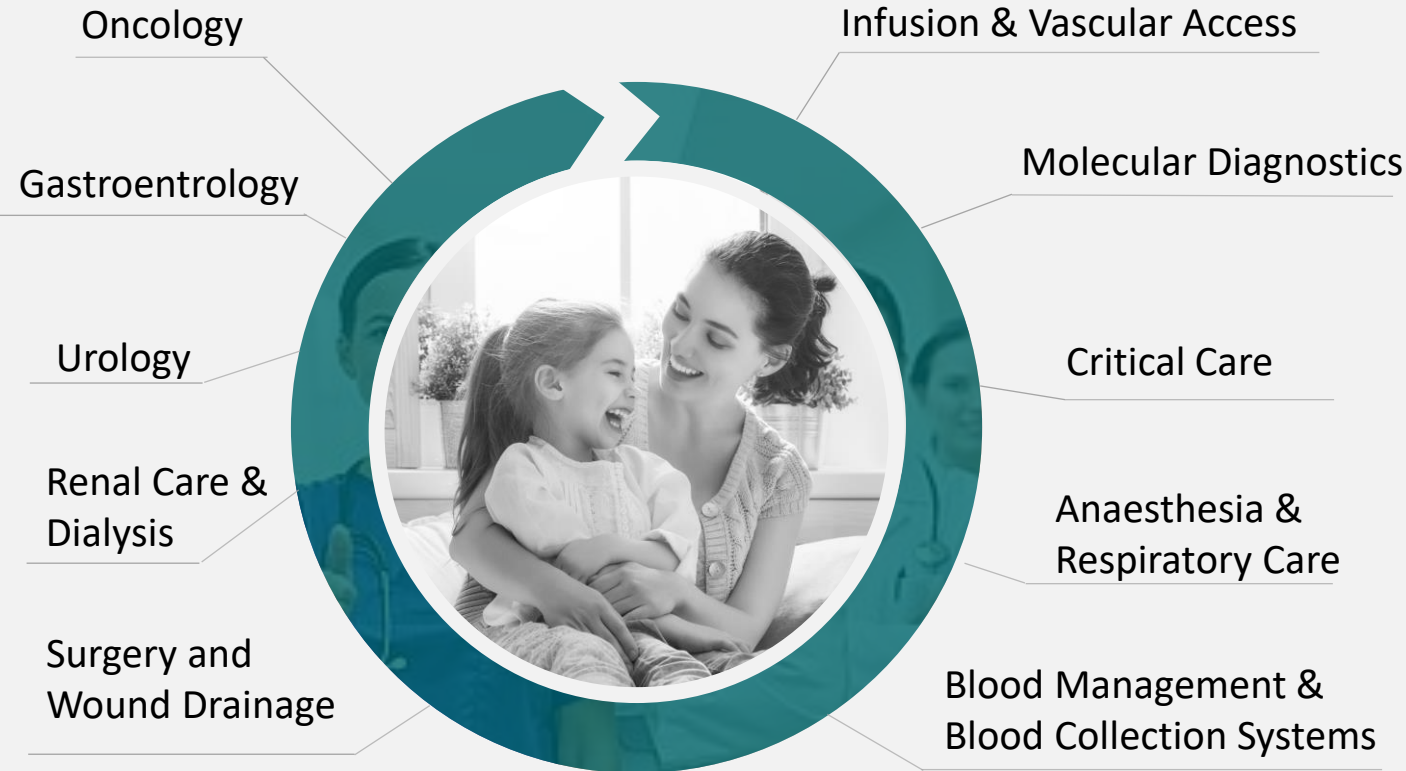 Oncology
Infusion & Vascular Access
Gastroentrology
Molecular Diagnostics
Urology
Critical Care
Renal Care &
Dialysis
Anaesthesia &
Respiratory Care
Surgery and
Wound Drainage
Blood Management &
Blood Collection Systems